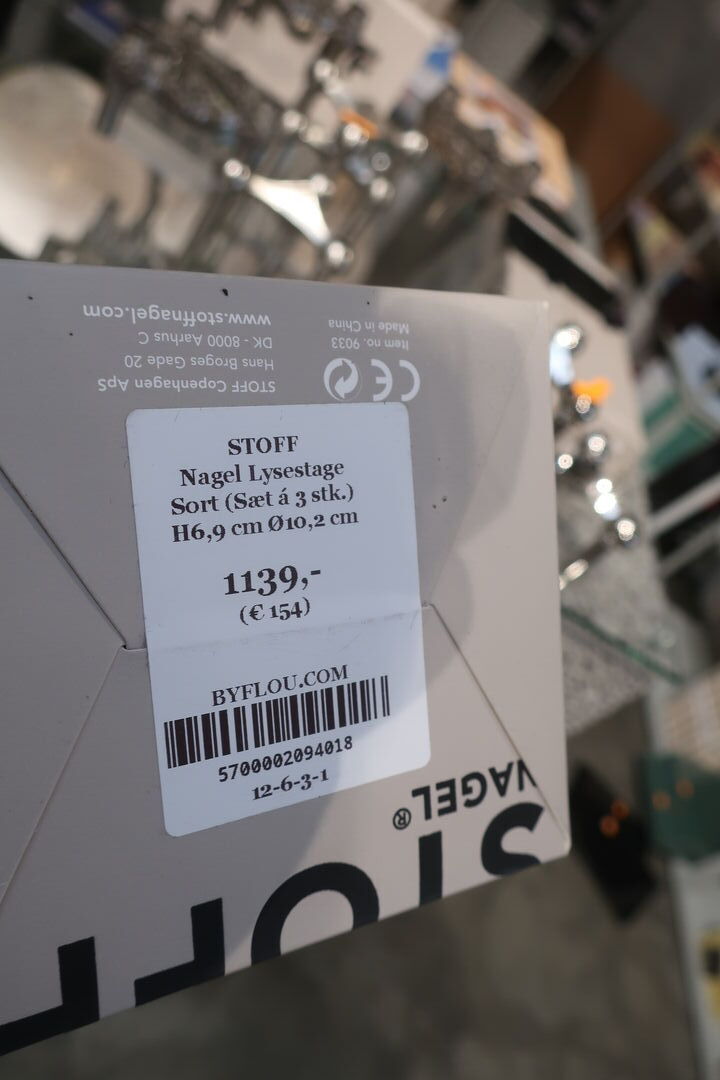 STOFF
Nagel Lysestage
Sort (Sæt á 3 stk.)
H6,9 cm Ø10,2 cm
1139,-
(€ 154)
BYFLOU.COM
5700002094018
12-6-3-1
STOFF Copenhagen ApS
Hans Broges Gade 20
DK - 8000 Aarhus C
www.stoffnagel.com
CE
Item no. 9033
Made in China
STOFF
NAGEL®